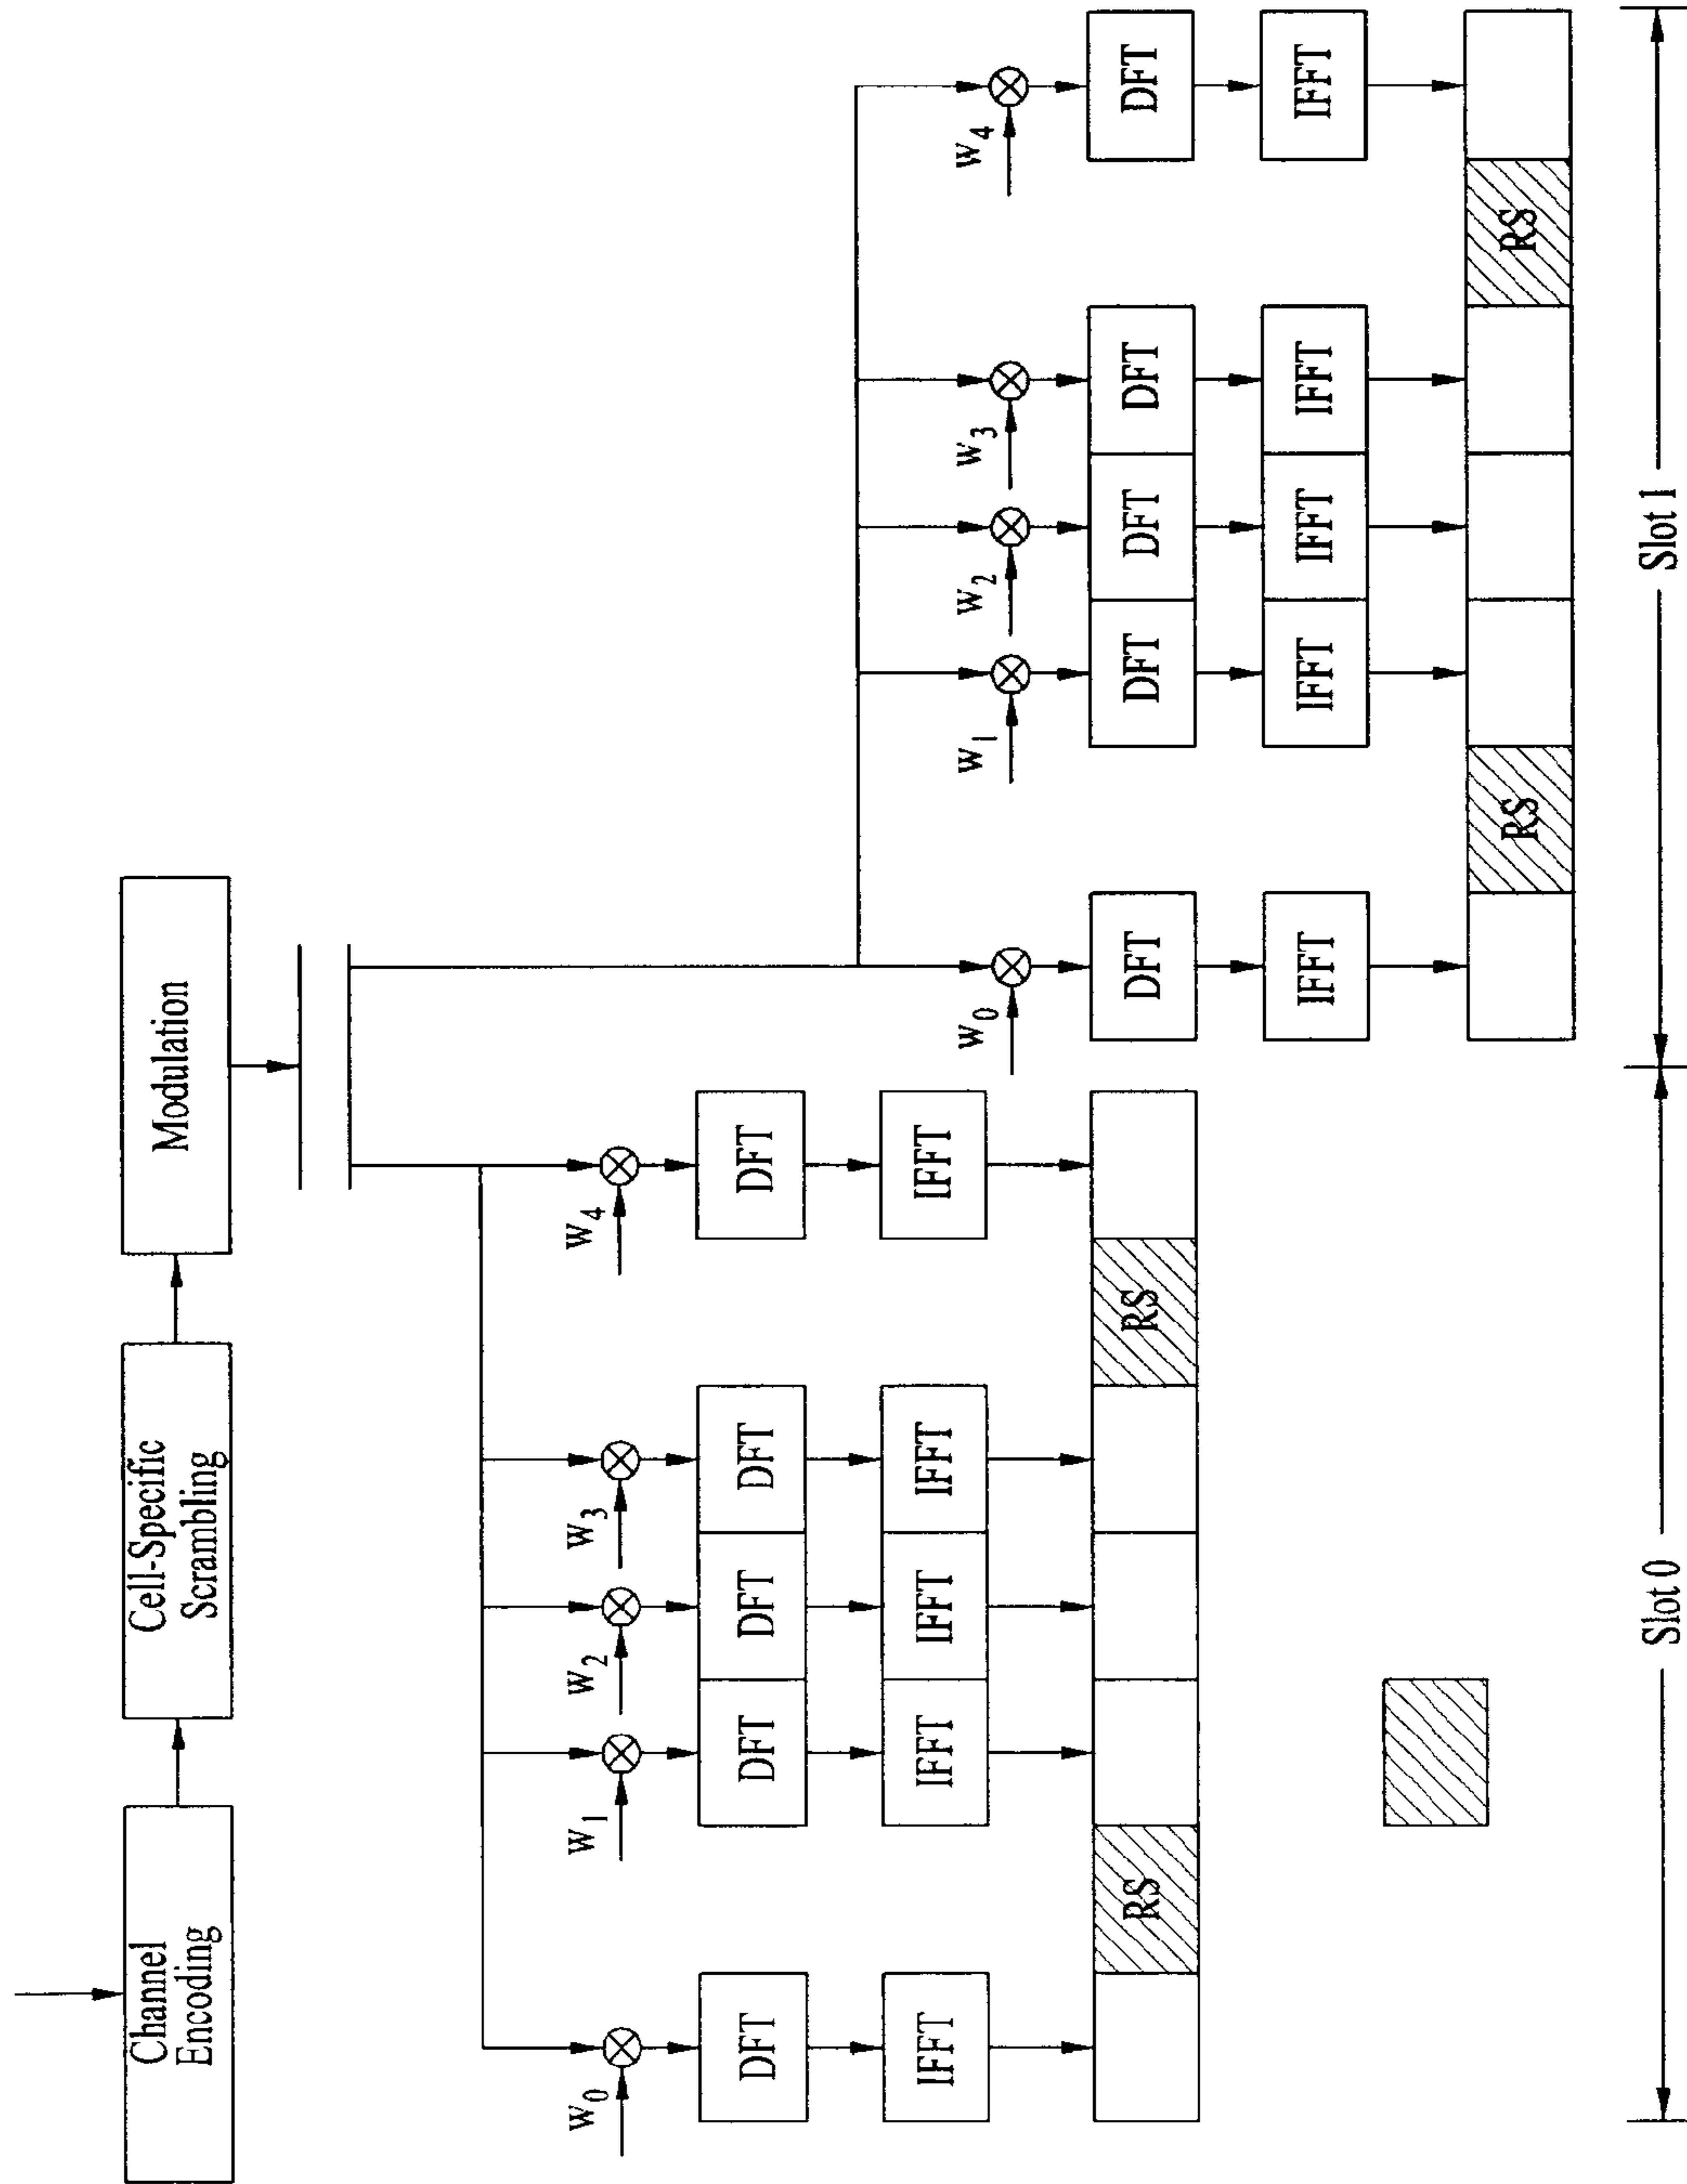 Channel
Encoding
Cell-Specific
Scrambling
Modulation
W0 W1 W2 W3 W4
DFT DFT DFT DFT DFT
IFFT IFFT IFFT IFFT IFFT
RS RS
W0 W1 W2 W3 W4
DFT DFT DFT DFT DFT
IFFT IFFT IFFT IFFT IFFT
RS RS
Slot 0 Slot 1